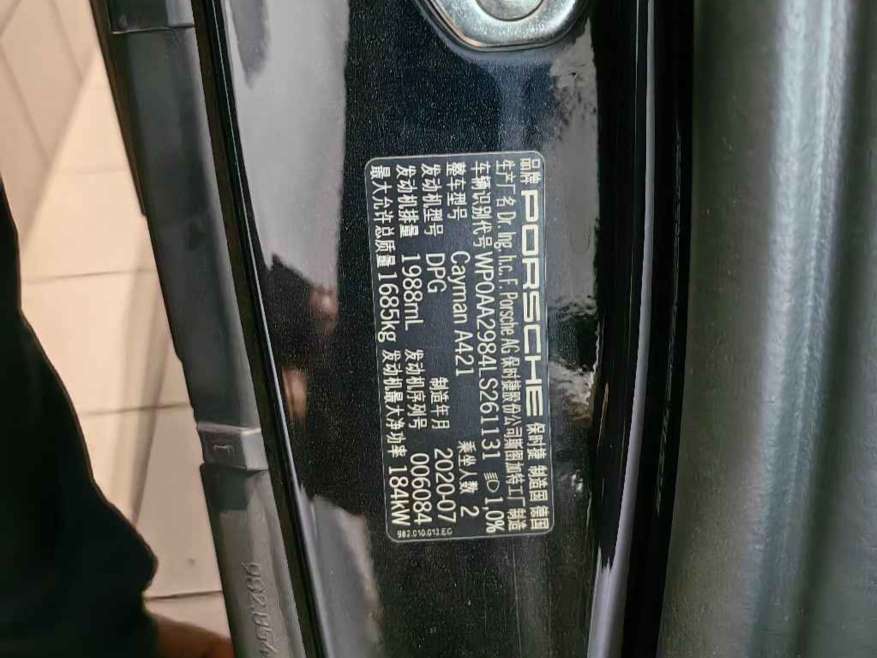 品牌 PORSCHE 保时捷 制造国 德国
生产厂名 Dr. Ing. h.c. F. Porsche AG 保时捷股份公司斯图加特工厂制造
车辆识别代号 WP0AA2984LS261131 1,0%
整车型号 Cayman A421 乘坐人数 2
发动机型号 DPG 制造年月 2020-07
发动机排量 1988mL 发动机序列号 006084
最大允许总质量 1685kg 发动机最大净功率 184kW
982.010.013.EG